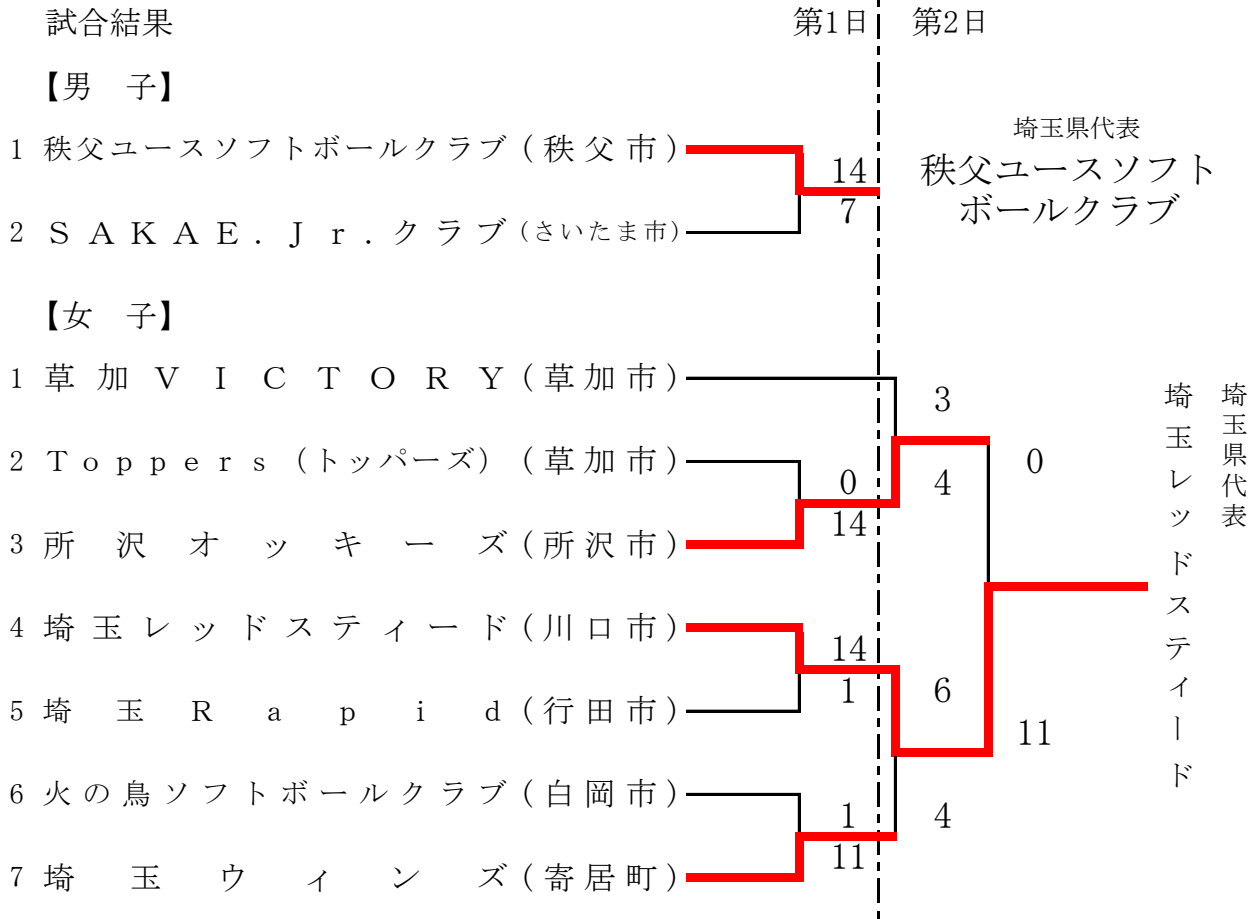 試合結果 第1日 第2日
【男 子】
埼玉県代表
1 秩父ユースソフトボールクラブ(秩父市)
14
秩父ユースソフト
ボールクラブ
7
2 SAKAE.Jr.クラブ(さいたま市)
【女 子】
1 草加VICTORY(草加市)
3
2 Toppers(トッパーズ)(草加市)
0
4
0
14
3 所沢オッキーズ(所沢市)
4 埼玉レッドスティード(川口市)
14
1
6
5 埼玉Rapid(行田市)
11
6 火の鳥ソフトボールクラブ(白岡市)
1
4
11
7 埼玉ウィンズ(寄居町)
埼玉県代表
埼玉レッドスティード